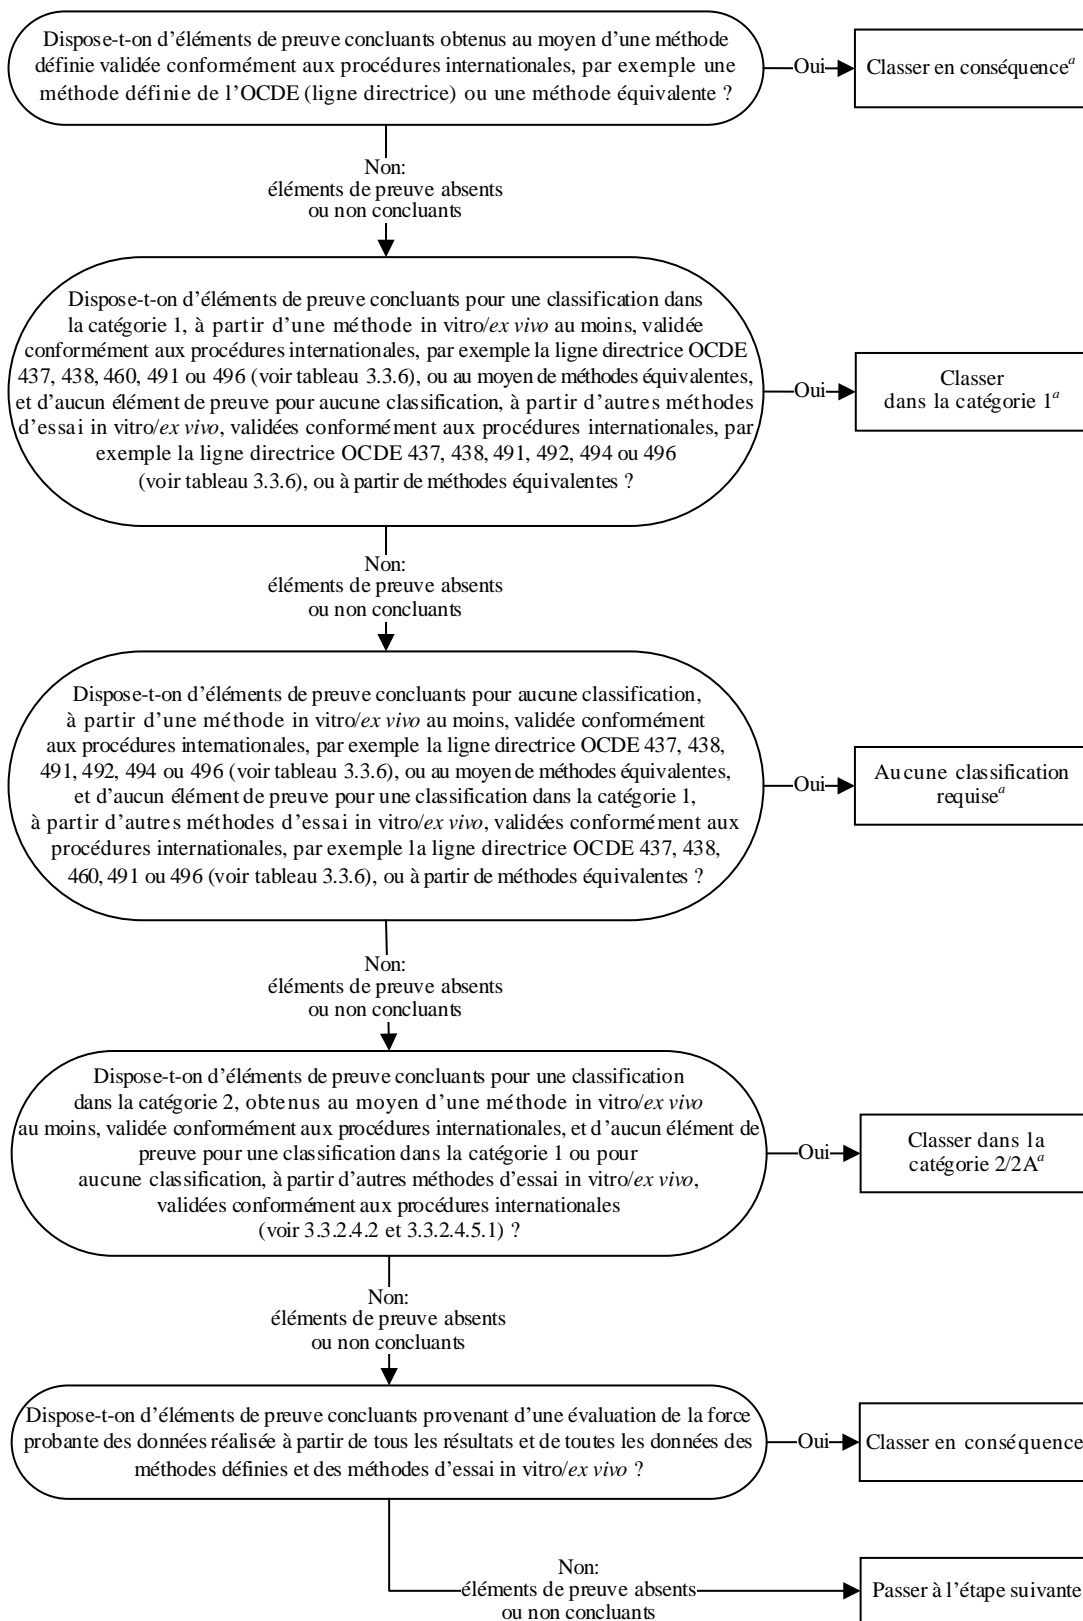 Dispose-t-on d’éléments de preuve concluants obtenus au moyen d’une méthode
définie validée conformément aux procédures internationales, par exemple une
méthode définie de l’OCDE (ligne directrice) ou une méthode équivalente ?
Oui
Classer en conséquenceᵃ
Non:
éléments de preuve absents
ou non concluants
Dispose-t-on d’éléments de preuve concluants pour une classification dans
la catégorie 1, à partir d’une méthode in vitro/ex vivo au moins, validée
conformément aux procédures internationales, par exemple la ligne directrice OCDE
437, 438, 460, 491 ou 496 (voir tableau 3.3.6), ou au moyen de méthodes équivalentes,
et d’aucun élément de preuve pour aucune classification, à partir d’autres méthodes
d’essai in vitro/ex vivo, validées conformément aux procédures internationales, par
exemple la ligne directrice OCDE 437, 438, 491, 492, 494 ou 496
(voir tableau 3.3.6), ou à partir de méthodes équivalentes ?
Oui
Classer
dans la catégorie 1ᵃ
Non:
éléments de preuve absents
ou non concluants
Dispose-t-on d’éléments de preuve concluants pour aucune classification,
à partir d’une méthode in vitro/ex vivo au moins, validée conformément
aux procédures internationales, par exemple la ligne directrice OCDE 437, 438,
491, 492, 494 ou 496 (voir tableau 3.3.6), ou au moyen de méthodes équivalentes,
et d’aucun élément de preuve pour une classification dans la catégorie 1,
à partir d’autres méthodes d’essai in vitro/ex vivo, validées conformément aux
procédures internationales, par exemple la ligne directrice OCDE 437, 438,
460, 491 ou 496 (voir tableau 3.3.6), ou à partir de méthodes équivalentes ?
Oui
Aucune classification
requiseᵃ
Non:
éléments de preuve absents
ou non concluants
Dispose-t-on d’éléments de preuve concluants pour une classification
dans la catégorie 2, obtenus au moyen d’une méthode in vitro/ex vivo
au moins, validée conformément aux procédures internationales, et d’aucun élément de
preuve pour une classification dans la catégorie 1 ou pour
aucune classification, à partir d’autres méthodes d’essai in vitro/ex vivo,
validées conformément aux procédures internationales
(voir 3.3.2.4.2 et 3.3.2.4.5.1) ?
Oui
Classer dans la
catégorie 2/2Aᵃ
Non:
éléments de preuve absents
ou non concluants
Dispose-t-on d’éléments de preuve concluants provenant d’une évaluation de la force
probante des données réalisée à partir de tous les résultats et de toutes les données des
méthodes définies et des méthodes d’essai in vitro/ex vivo ?
Oui
Classer en conséquence
Non:
éléments de preuve absents
ou non concluants
Passer à l’étape suivante